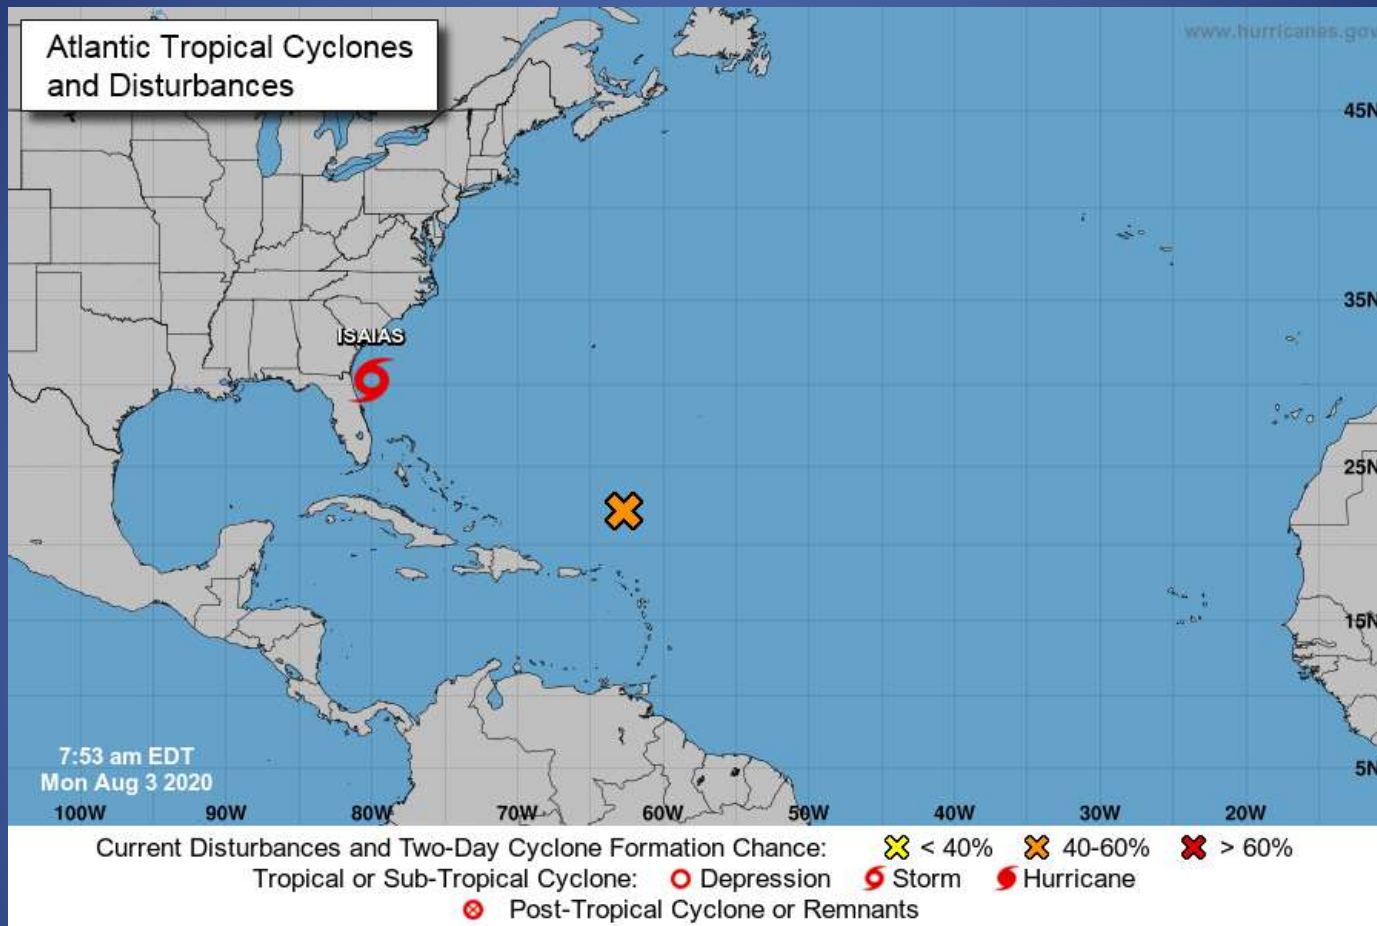 Atlantic Tropical Cyclones
and Disturbances
www.hurricanes.gov
45N
35N
ISAIAS
25N
15N
7:53 am EDT
Mon Aug 3 2020
5N
100W 90W 80W 70W 60W 50W 40W 30W 20W
Current Disturbances and Two-Day Cyclone Formation Chance: < 40% 40-60% > 60%
Tropical or Sub-Tropical Cyclone: Depression Storm Hurricane
Post-Tropical Cyclone or Remnants